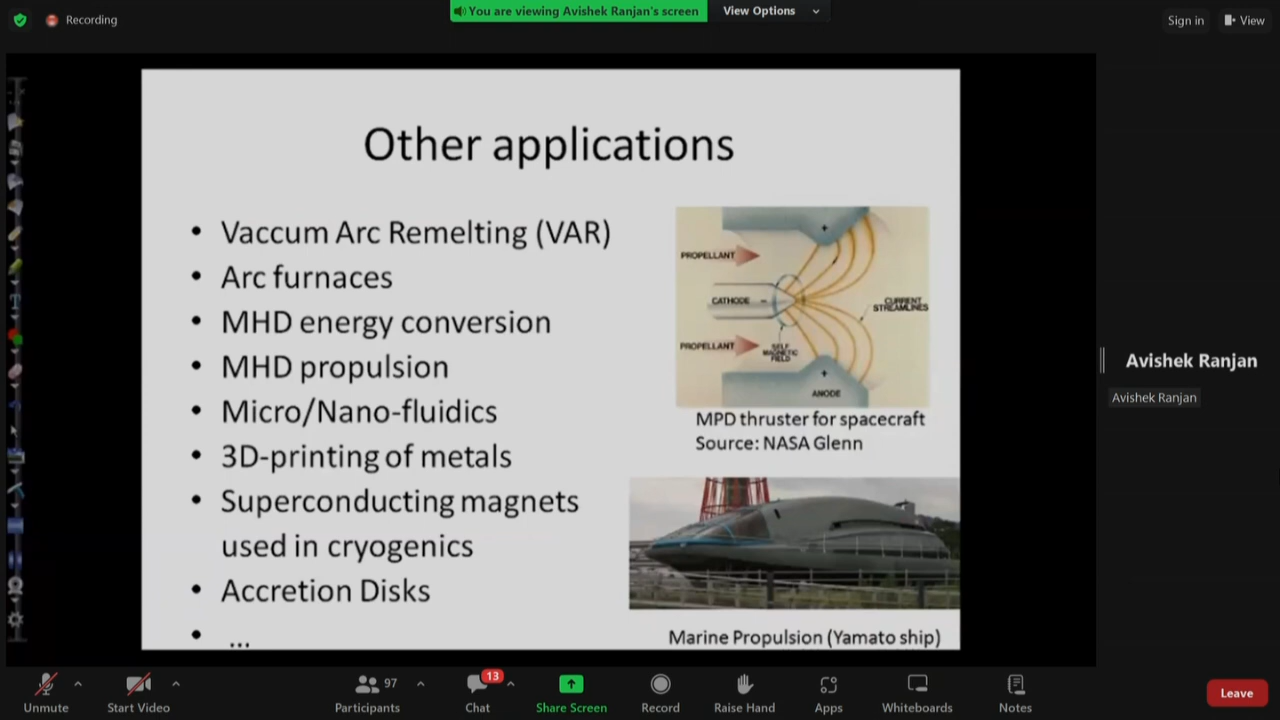 Recording
You are viewing Avishek Ranjan's screen
View Options
Sign in
View
Other applications
• Vaccum Arc Remelting (VAR)
• Arc furnaces
• MHD energy conversion
• MHD propulsion
• Micro/Nano-fluidics
• 3D-printing of metals
• Superconducting magnets
used in cryogenics
• Accretion Disks
• ...
PROPELLANT
CATHODE
CURRENT
STREAMLINES
PROPELLANT
SELF
MAGNETIC
FIELD
ANODE
MPD thruster for spacecraft
Source: NASA Glenn
Marine Propulsion (Yamato ship)
Avishek Ranjan
Avishek Ranjan
Unmute
Start Video
97
Participants
13
Chat
Share Screen
Record
Raise Hand
Apps
Whiteboards
Notes
Leave